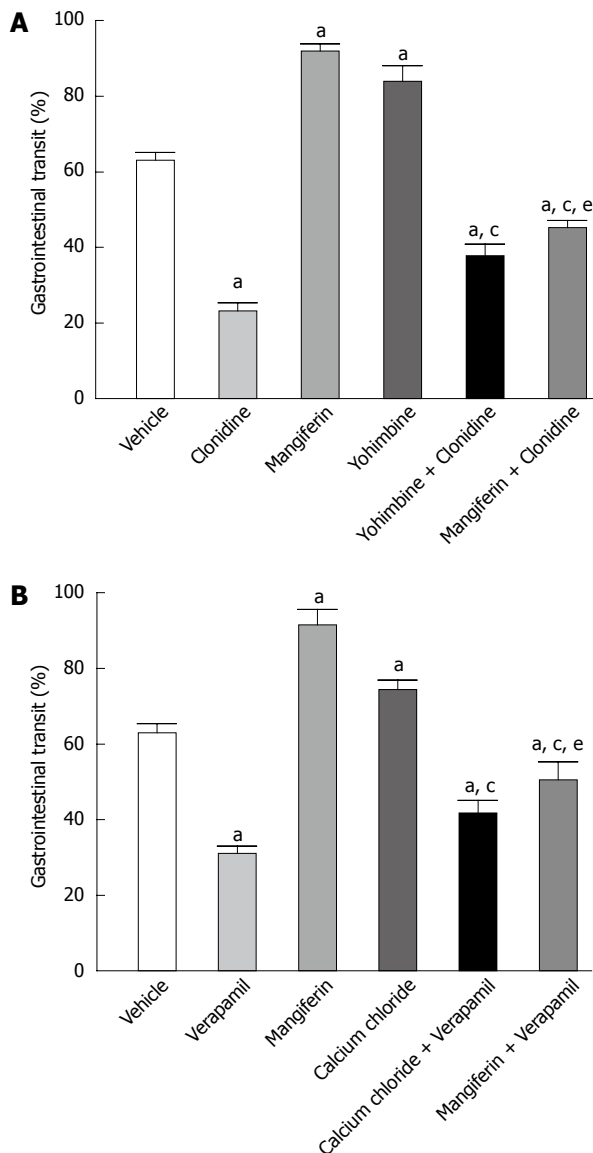 A
Gastrointestinal transit (%)
100
80
60
40
20
0
a
a
a
a, c
a, c, e
Vehicle
Clonidine
Mangiferin
Yohimbine
Yohimbine + Clonidine
Mangiferin + Clonidine
B
Gastrointestinal transit (%)
100
80
60
40
20
0
a
a
a
a, c
a, c, e
Vehicle
Verapamil
Mangiferin
Calcium chloride
Calcium chloride + Verapamil
Mangiferin + Verapamil